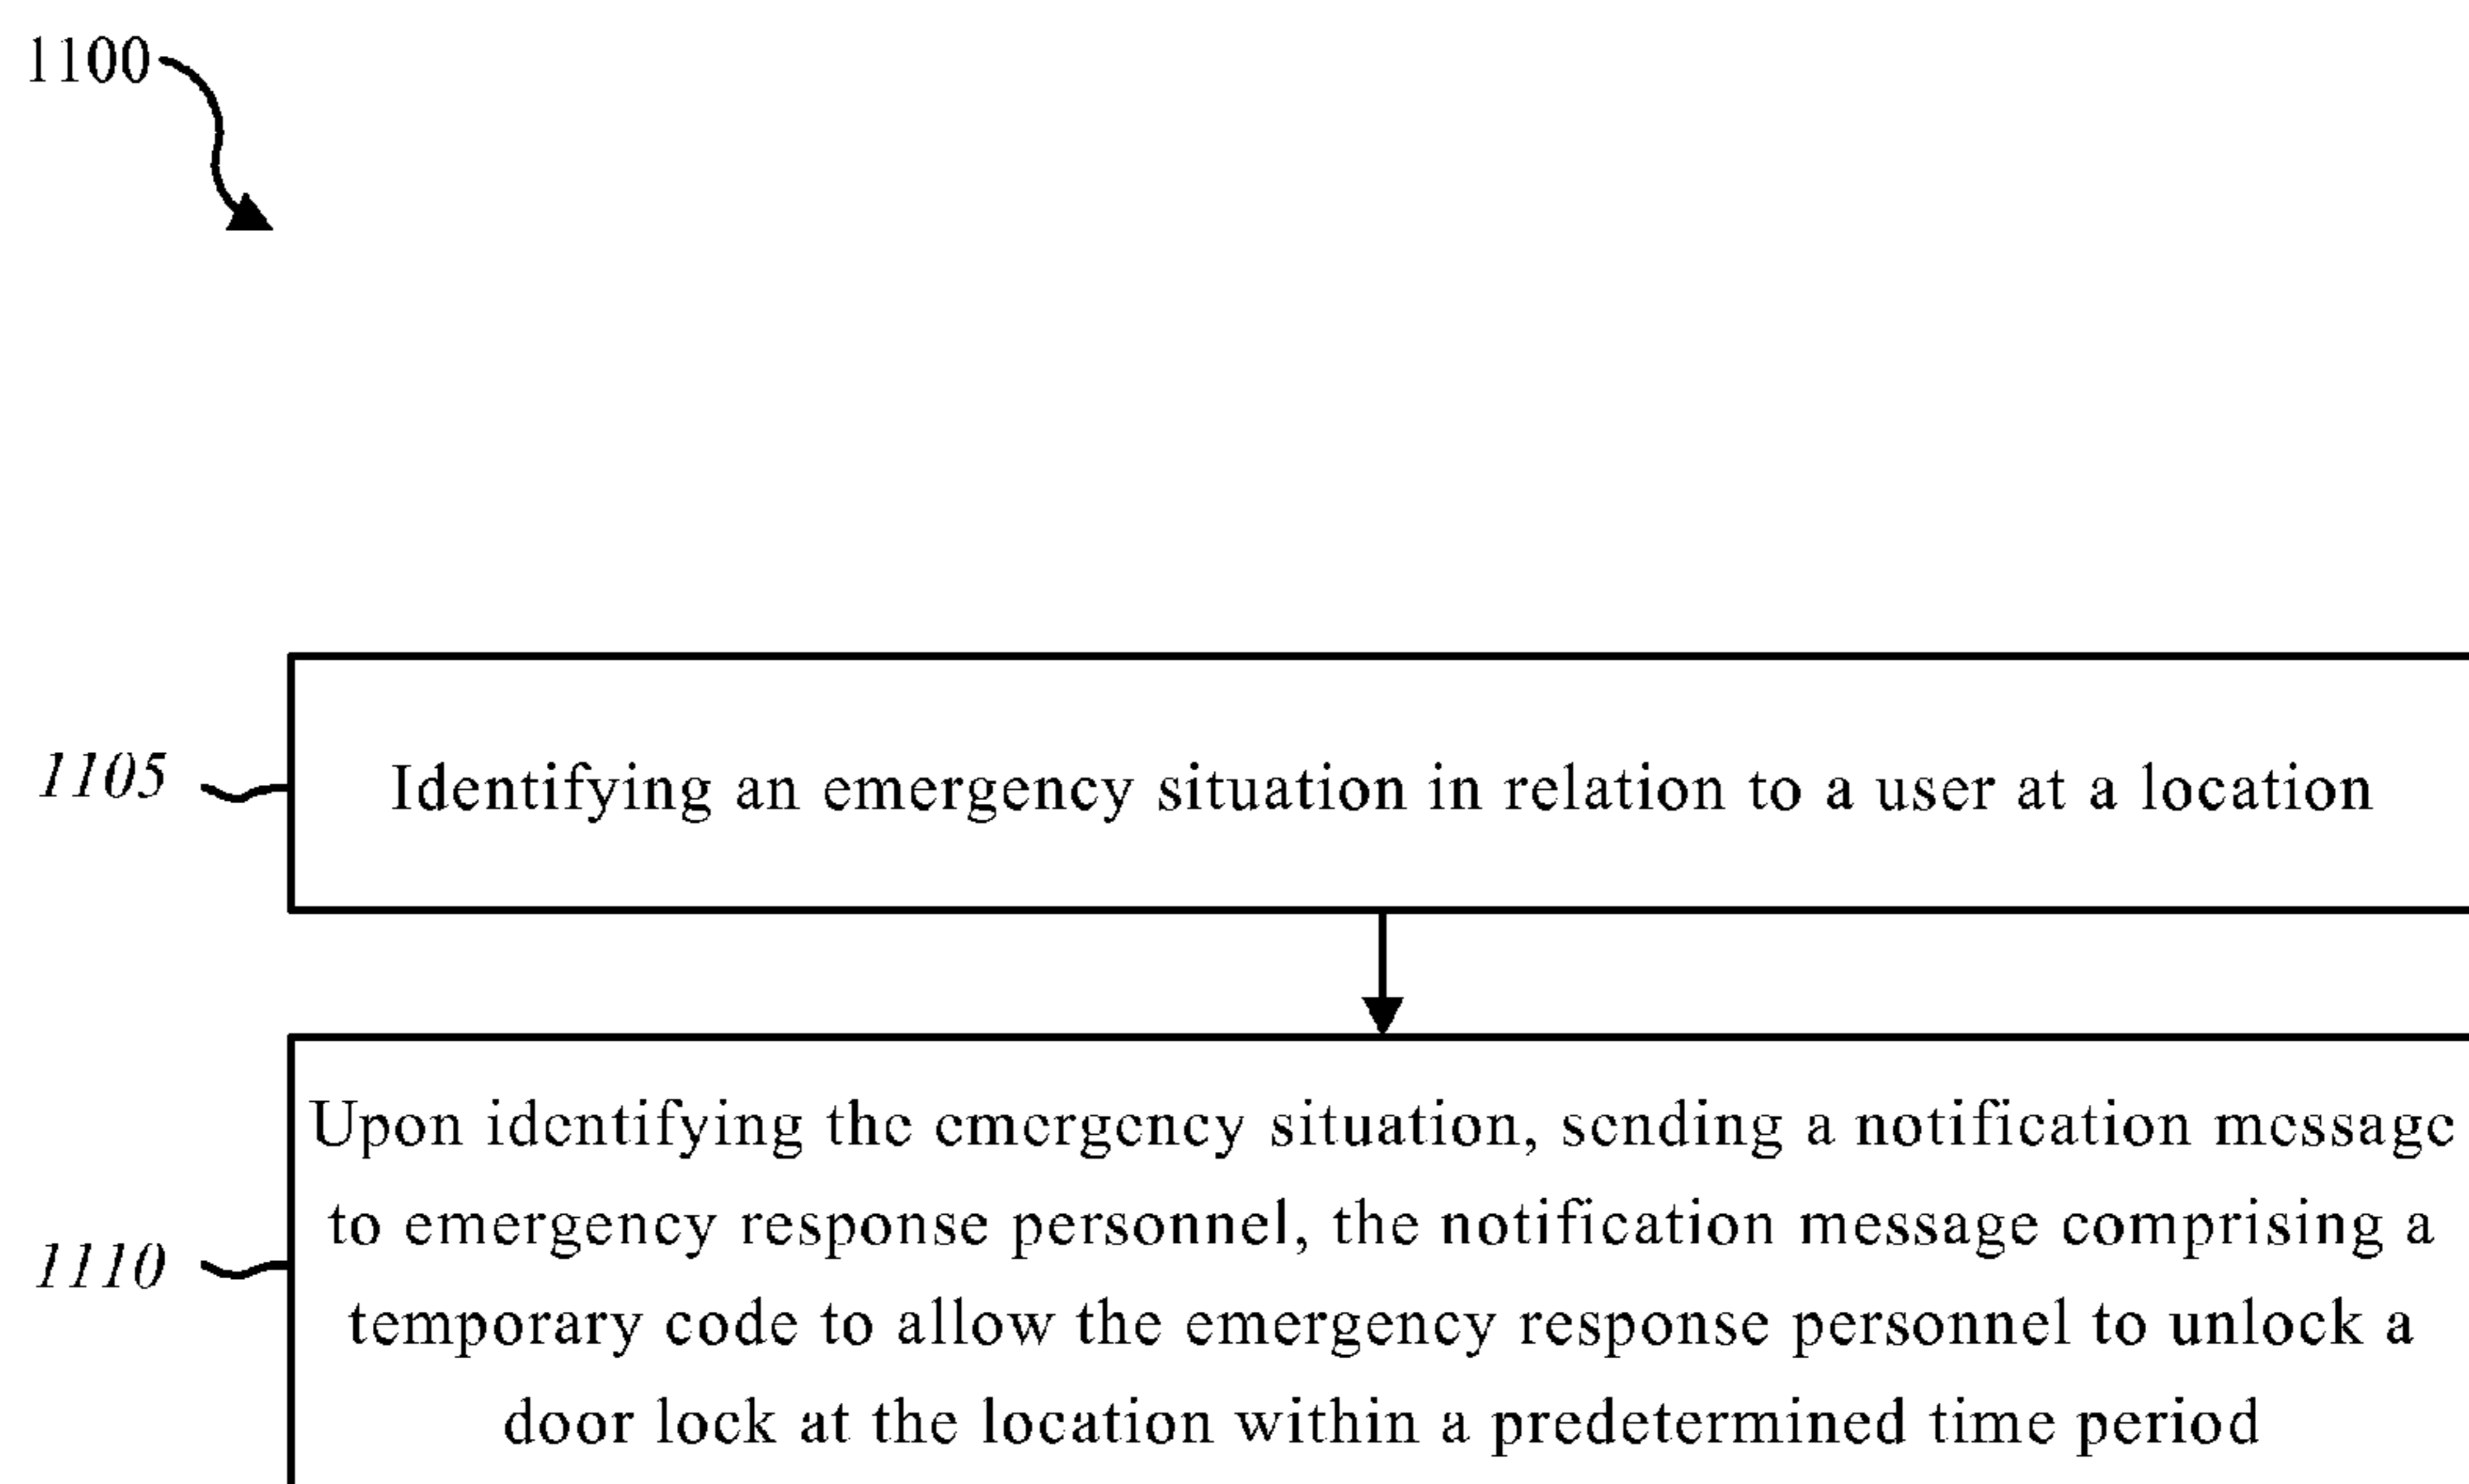 1100
1105
Identifying an emergency situation in relation to a user at a location
Upon identifying the emergency situation, sending a notification message
to emergency response personnel, the notification message comprising a
1110
temporary code to allow the emergency response personnel to unlock a
door lock at the location within a predetermined time period